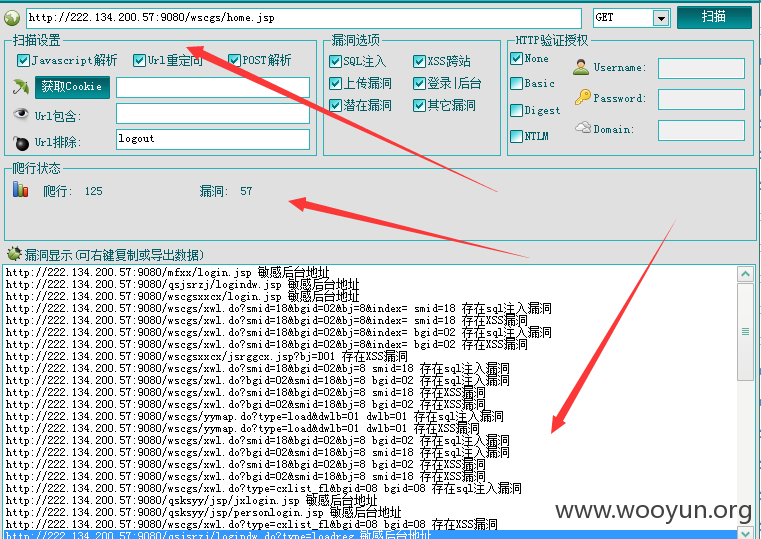 http://222.134.200.57:9080/wscgs/home.jsp GET 扫描
扫描设置 漏洞选项 HTTP验证授权
Javascript解析 Url重定向 POST解析 SQL注入 XSS跨站 None Username:
获取Cookie 上传漏洞 登录|后台 Basic
Url包含: 潜在漏洞 其它漏洞 Digest Password:
Url排除: logout NTLM Domain:
爬行状态
爬行: 125 漏洞: 57
漏洞显示(可右键复制或导出数据)
http://222.134.200.57:9080/mfxx/login.jsp 敏感后台地址
http://222.134.200.57:9080/qsjsrzj/logindw.jsp 敏感后台地址
http://222.134.200.57:9080/wscgsxxcx/login.jsp 敏感后台地址
http://222.134.200.57:9080/wscgs/xwl.do?smid=18&bgid=02&bj=8&index= smid=18 存在sql注入漏洞
http://222.134.200.57:9080/wscgs/xwl.do?smid=18&bgid=02&bj=8&index= smid=18 存在XSS漏洞
http://222.134.200.57:9080/wscgs/xwl.do?smid=18&bgid=02&bj=8&index= bgid=02 存在sql注入漏洞
http://222.134.200.57:9080/wscgs/xwl.do?smid=18&bgid=02&bj=8&index= bgid=02 存在XSS漏洞
http://222.134.200.57:9080/wscgsxxcx/jsrggcx.jsp?bj=D01 存在XSS漏洞
http://222.134.200.57:9080/wscgs/xwl.do?bgid=02&smid=18&bj=8 smid=18 存在sql注入漏洞
http://222.134.200.57:9080/wscgs/xwl.do?bgid=02&smid=18&bj=8 bgid=02 存在sql注入漏洞
http://222.134.200.57:9080/wscgs/xwl.do?bgid=02&smid=18&bj=8 smid=18 存在XSS漏洞
http://222.134.200.57:9080/wscgs/xwl.do?bgid=02&smid=18&bj=8 bgid=02 存在XSS漏洞
http://222.134.200.57:9080/wscgs/yymap.do?type=load&dwlb=01 dwlb=01 存在sql注入漏洞
http://222.134.200.57:9080/wscgs/yymap.do?type=load&dwlb=01 dwlb=01 存在XSS漏洞
http://222.134.200.57:9080/wscgs/xwl.do?smid=18&bgid=02&bj=8 bgid=02 存在sql注入漏洞
http://222.134.200.57:9080/wscgs/xwl.do?smid=18&bgid=02&bj=8 smid=18 存在sql注入漏洞
http://222.134.200.57:9080/wscgs/xwl.do?smid=18&bgid=02&bj=8 bgid=02 存在XSS漏洞
http://222.134.200.57:9080/wscgs/xwl.do?smid=18&bgid=02&bj=8 smid=18 存在XSS漏洞
http://222.134.200.57:9080/wscgs/xwl.do?type=cxlist_fl&bgid=08 bgid=08 存在sql注入漏洞
http://222.134.200.57:9080/qsksyy/jsp/jxlogin.jsp 敏感后台地址
http://222.134.200.57:9080/qsksyy/jsp/personlogin.jsp 敏感后台地址
http://222.134.200.57:9080/wscgs/xwl.do?type=cxlist_fl&bgid=08 bgid=08 存在XSS漏洞
http://222.134.200.57:9080/qsjsrzj/logindw.do?type=loadreg 敏感后台地址
www.wooyun.org